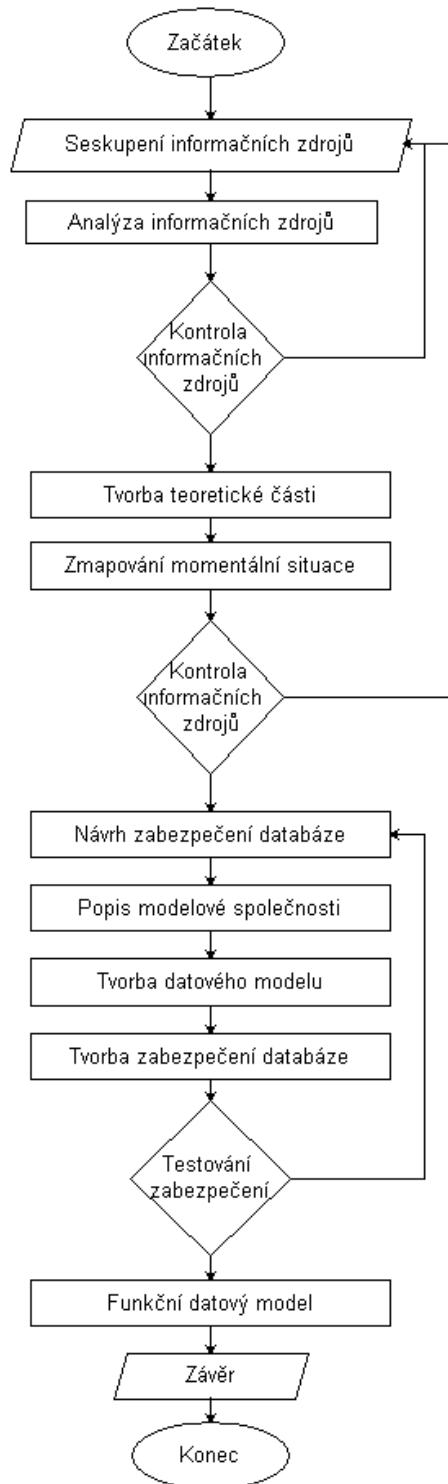 Začátek
Seskupení informačních zdrojů
Analýza informačních zdrojů
Kontrola
informačních
zdrojů
Tvorba teoretické části
Zmapování momentální situace
Kontrola
informačních
zdrojů
Návrh zabezpečení databáze
Popis modelové společnosti
Tvorba datového modelu
Tvorba zabezpečení databáze
Testování
zabezpečení
Funkční datový model
Závěr
Konec